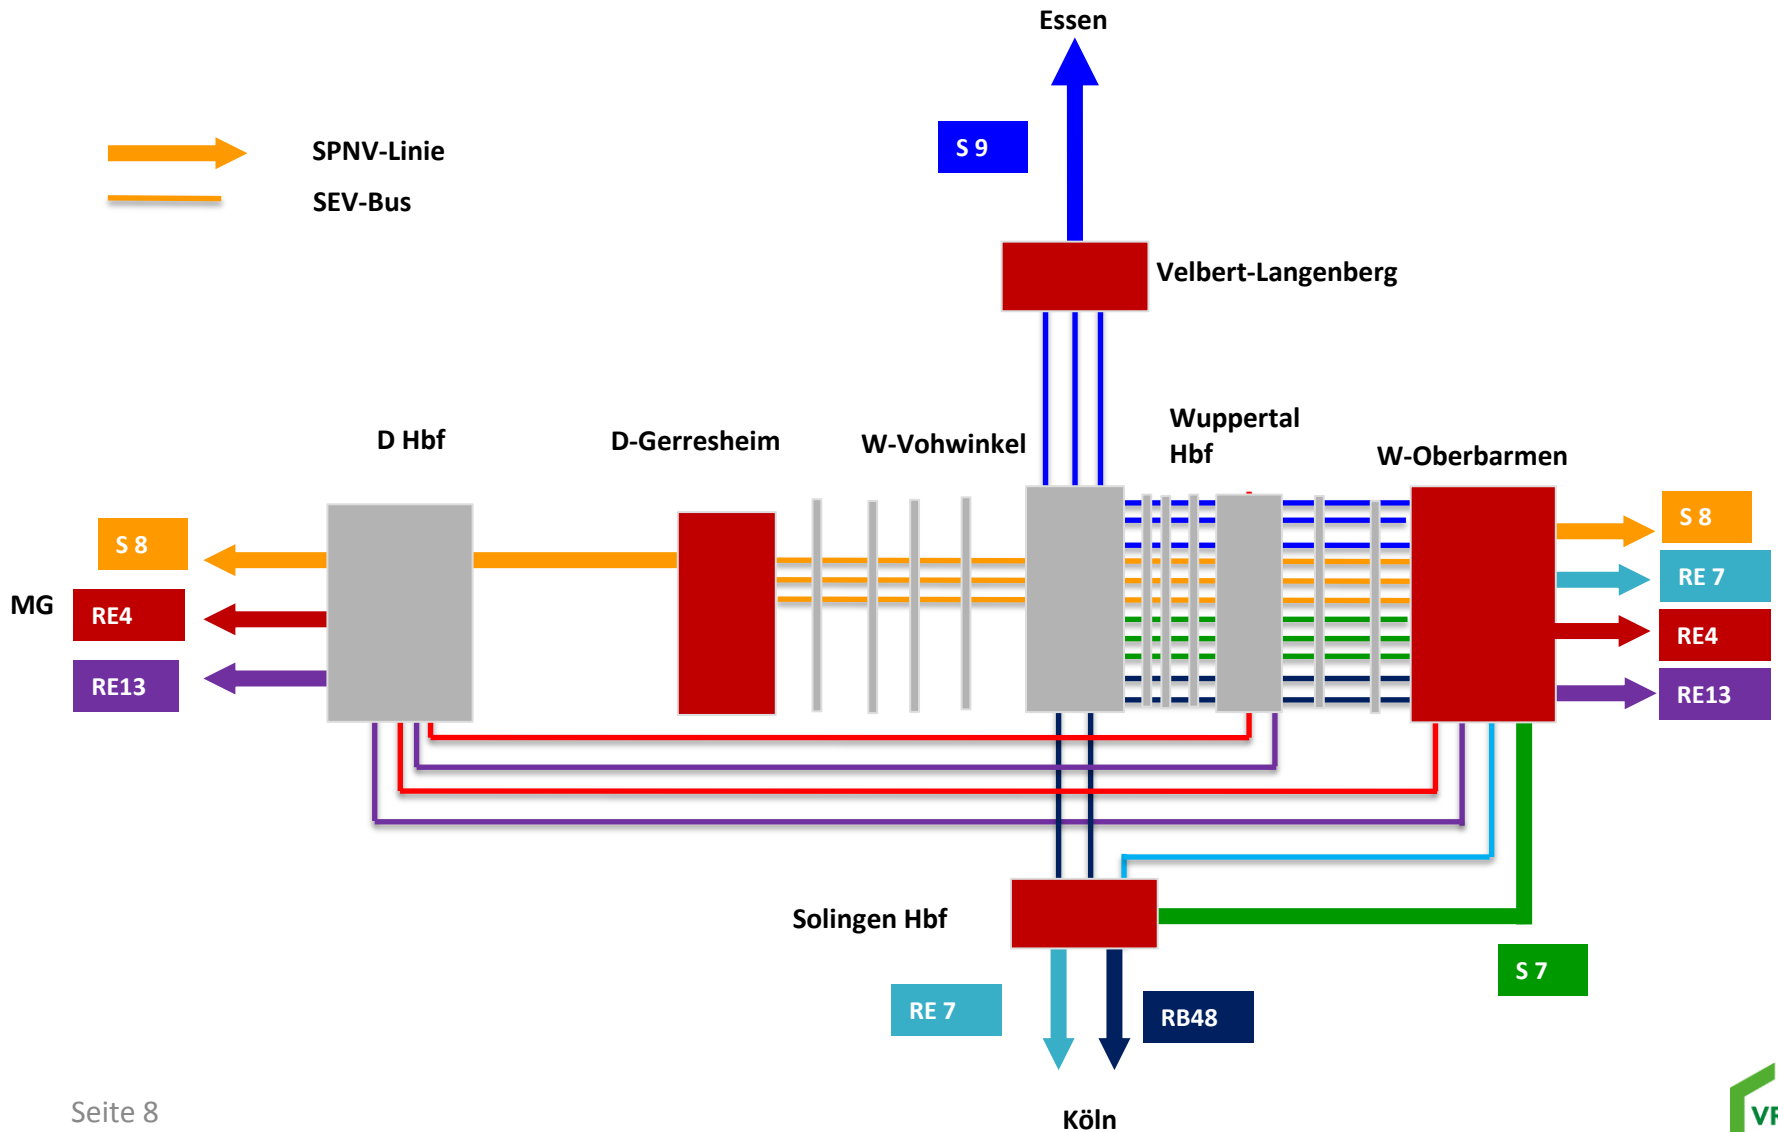 Essen
S 9
SPNV-Linie
SEV-Bus
Velbert-Langenberg
D Hbf
D-Gerresheim
W-Vohwinkel
Wuppertal
Hbf
W-Oberbarmen
S 8
S 8
RE 7
MG
RE4
RE4
RE13
RE13
Solingen Hbf
S 7
RE 7
RB48
Seite 8
Köln